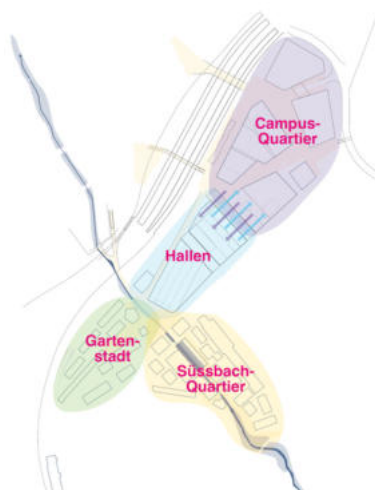 Campus-
Quartier
Hallen
Garten-
stadt
Süssbach-
Quartier